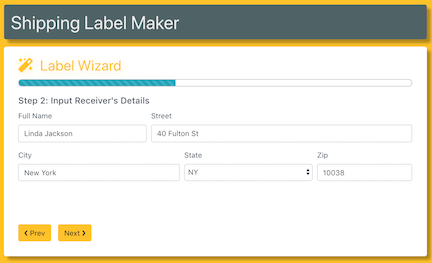 Shipping Label Maker
Label Wizard
Step 2: Input Receiver's Details
Full Name Street
Linda Jackson 40 Fulton St
City State Zip
New York NY 10038
Prev Next